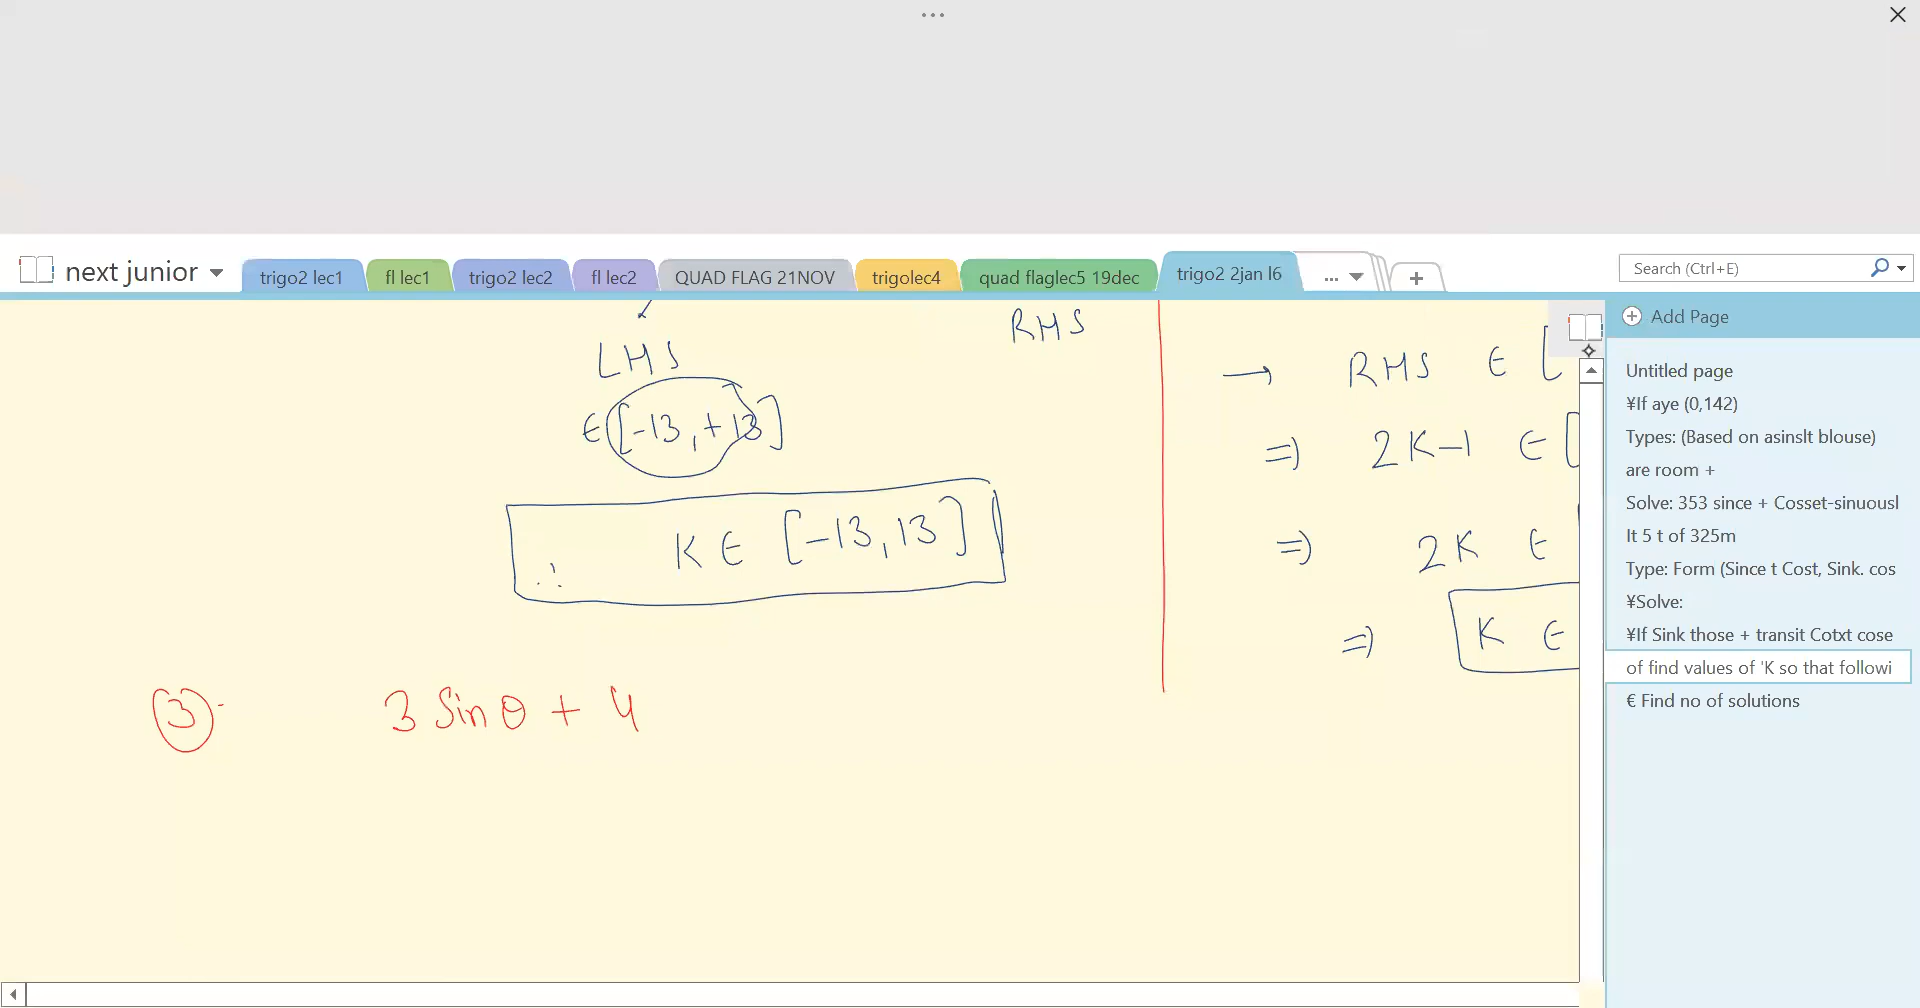 ...
next junior
trigo2 lec1
fl lec1
trigo2 lec2
fl lec2
QUAD FLAG 21NOV
trigolec4
quad flaglec5 19dec
trigo2 2jan l6
...
+
Search (Ctrl+E)
LHS
∈ [-13, +13]
∴ K ∈ [-13, 13]
RHS
→ RHS ∈ [
⇒ 2K-1 ∈ [
⇒ 2K ∈
⇒ K ∈
③. 3 Sin θ + 4
Add Page
Untitled page
¥If aye (0,142)
Types: (Based on asinslt blouse)
are room +
Solve: 353 since + Cosset-sinuousl
It 5 t of 325m
Type: Form (Since t Cost, Sink. cos
¥Solve:
¥If Sink those + transit Cotxt cose
of find values of 'K so that followi
€ Find no of solutions